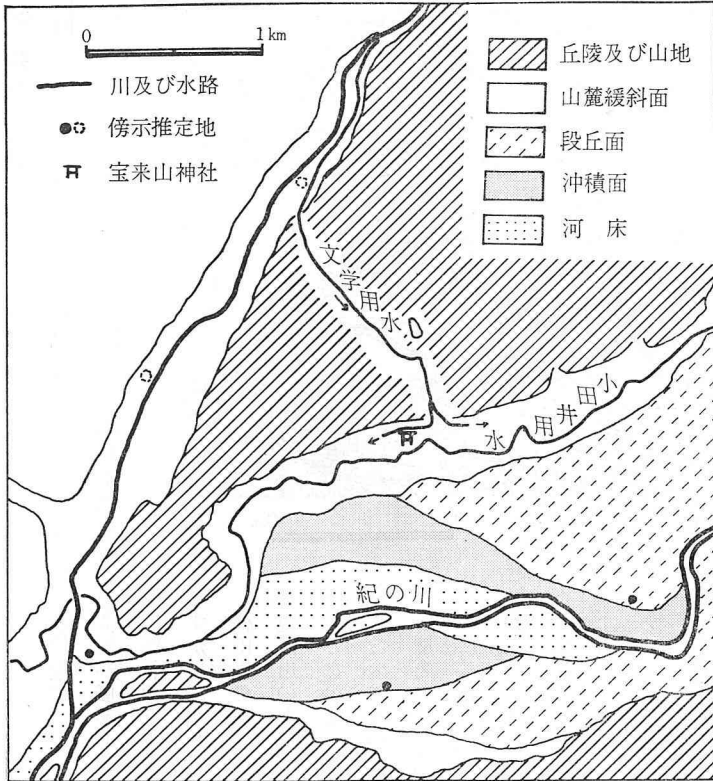 0 1km
川及び水路
傍示推定地
宝来山神社
丘陵及び山地
山麓緩斜面
段丘面
沖積面
河床
文学用水
小田井用水
紀の川